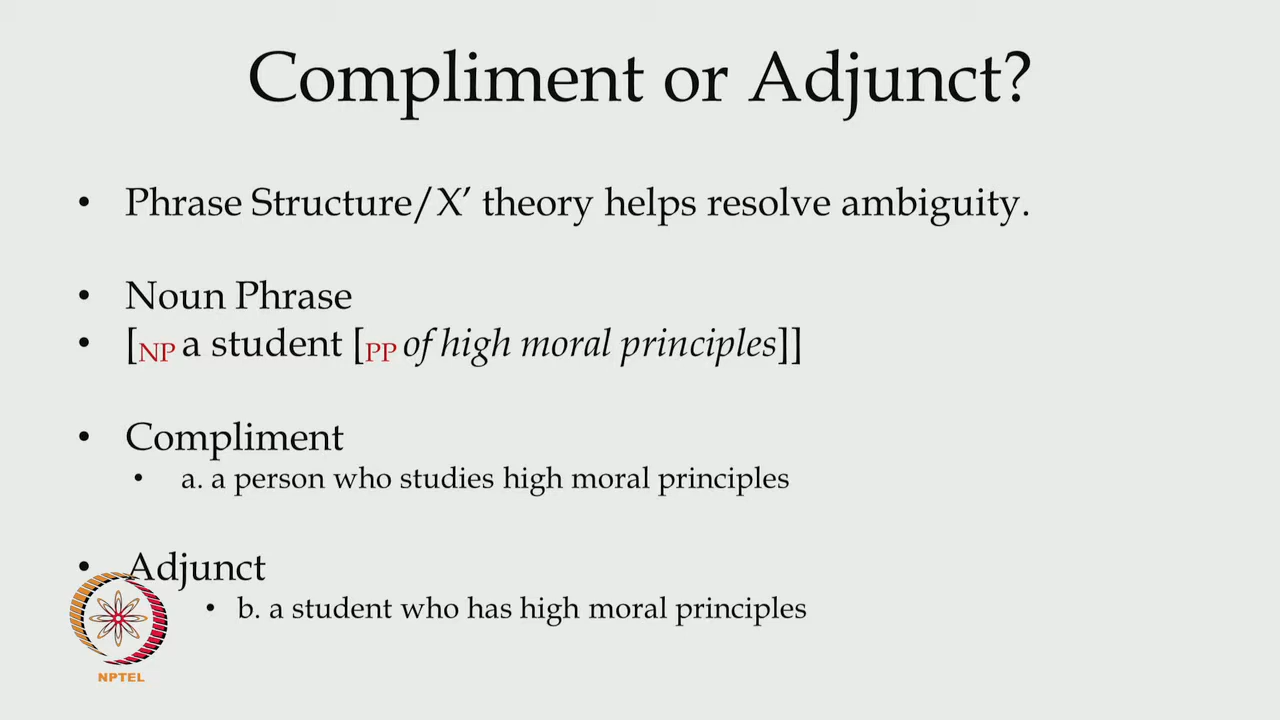 Compliment or Adjunct?
• Phrase Structure/X’ theory helps resolve ambiguity.
• Noun Phrase
• [NP a student [PP of high moral principles]]
• Compliment
• a. a person who studies high moral principles
• Adjunct
• b. a student who has high moral principles
NPTEL